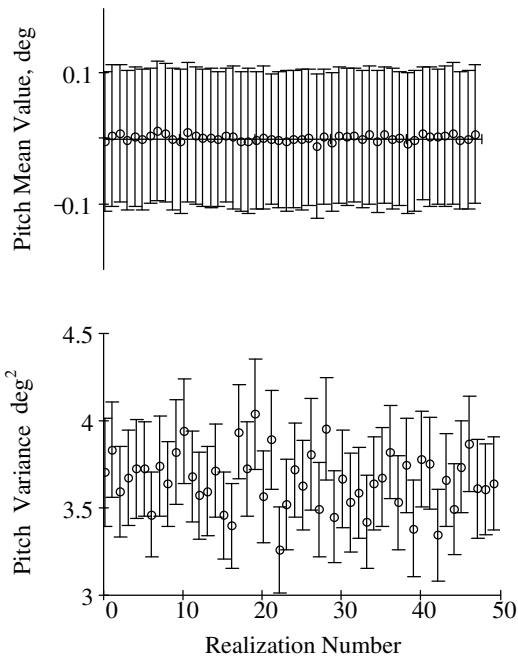 Pitch Mean Value, deg
0.1
−0.1
Pitch Variance deg²
4.5
4
3.5
3
0 10 20 30 40 50
Realization Number